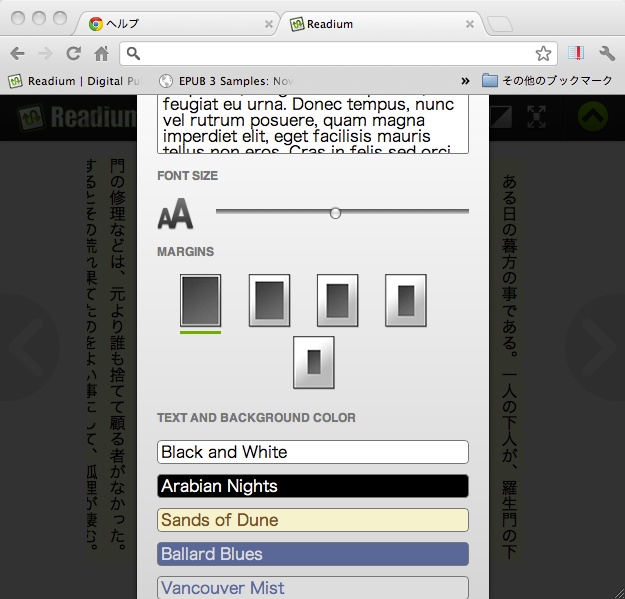 ヘルプ
Readium
Readium | Digital Pu
EPUB 3 Samples: Nov
»
その他のブックマーク
Readium
feugiat eu urna. Donec tempus, nunc
vel rutrum posuere, quam magna
imperdiet elit, eget facilisis mauris
tellus non eros. Cras in felis sed orci
FONT SIZE
AA
MARGINS
TEXT AND BACKGROUND COLOR
Black and White
Arabian Nights
Sands of Dune
Ballard Blues
Vancouver Mist
ある日の暮方の事である。一人の下人が、羅生門の下
門の修理などは、元より誰も捨てて顧る者がなかった。
するとその荒れ果てたのをよい事にして、狐狸が棲む。